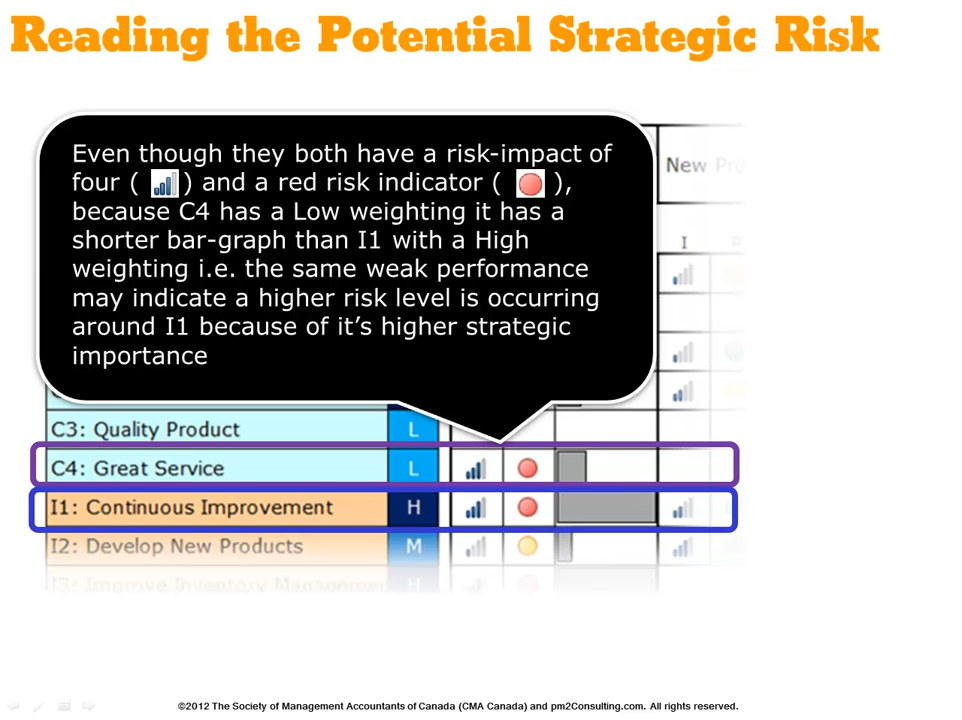 Reading the Potential Strategic Risk
Even though they both have a risk-impact of
four ( ) and a red risk indicator ( ),
because C4 has a Low weighting it has a
shorter bar-graph than I1 with a High
weighting i.e. the same weak performance
may indicate a higher risk level is occurring
around I1 because of it’s higher strategic
importance
New
I
C3: Quality Product L
C4: Great Service L
I1: Continuous Improvement H
I2: Develop New Products M
I3: Improve Inventory Management H
©2012 The Society of Management Accountants of Canada (CMA Canada) and pm2Consulting.com. All rights reserved.